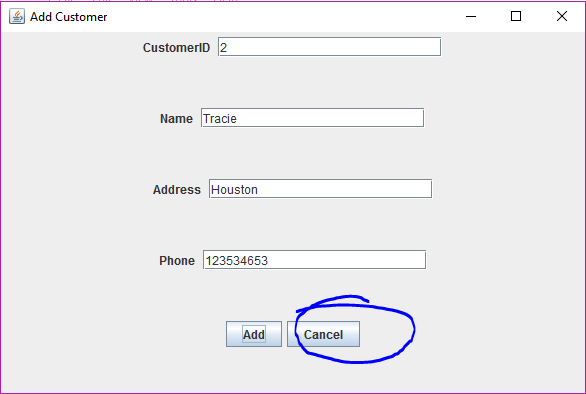 Add Customer
CustomerID 2
Name Tracie
Address Houston
Phone 123534653
Add Cancel